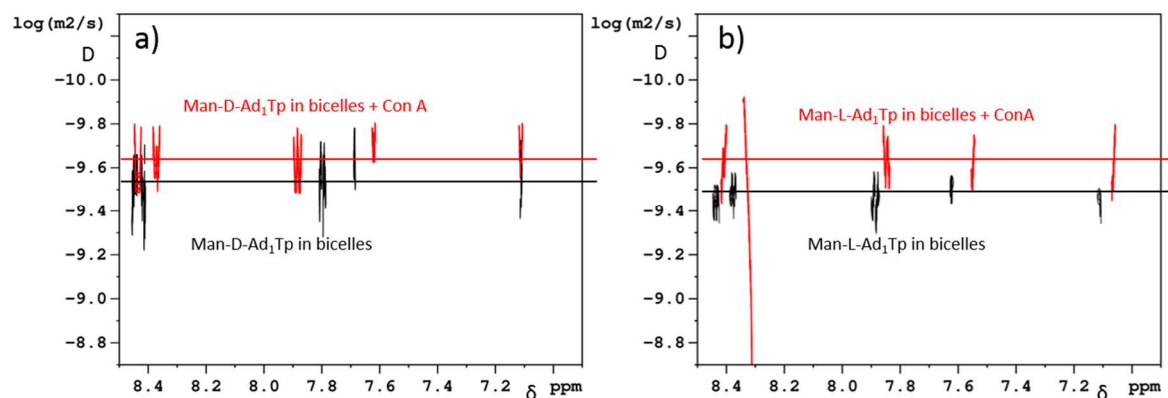 log(m2/s)
D
a)
-10.0
Man-D-Ad₁Tp in bicelles + Con A
-9.8
-9.6
-9.4
Man-D-Ad₁Tp in bicelles
-9.2
-9.0
-8.8
8.4 8.2 8.0 7.8 7.6 7.4 7.2 δ ppm
log(m2/s)
D
b)
-10.0
Man-L-Ad₁Tp in bicelles + ConA
-9.8
-9.6
-9.4
Man-L-Ad₁Tp in bicelles
-9.2
-9.0
-8.8
8.4 8.2 8.0 7.8 7.6 7.4 7.2 δ ppm